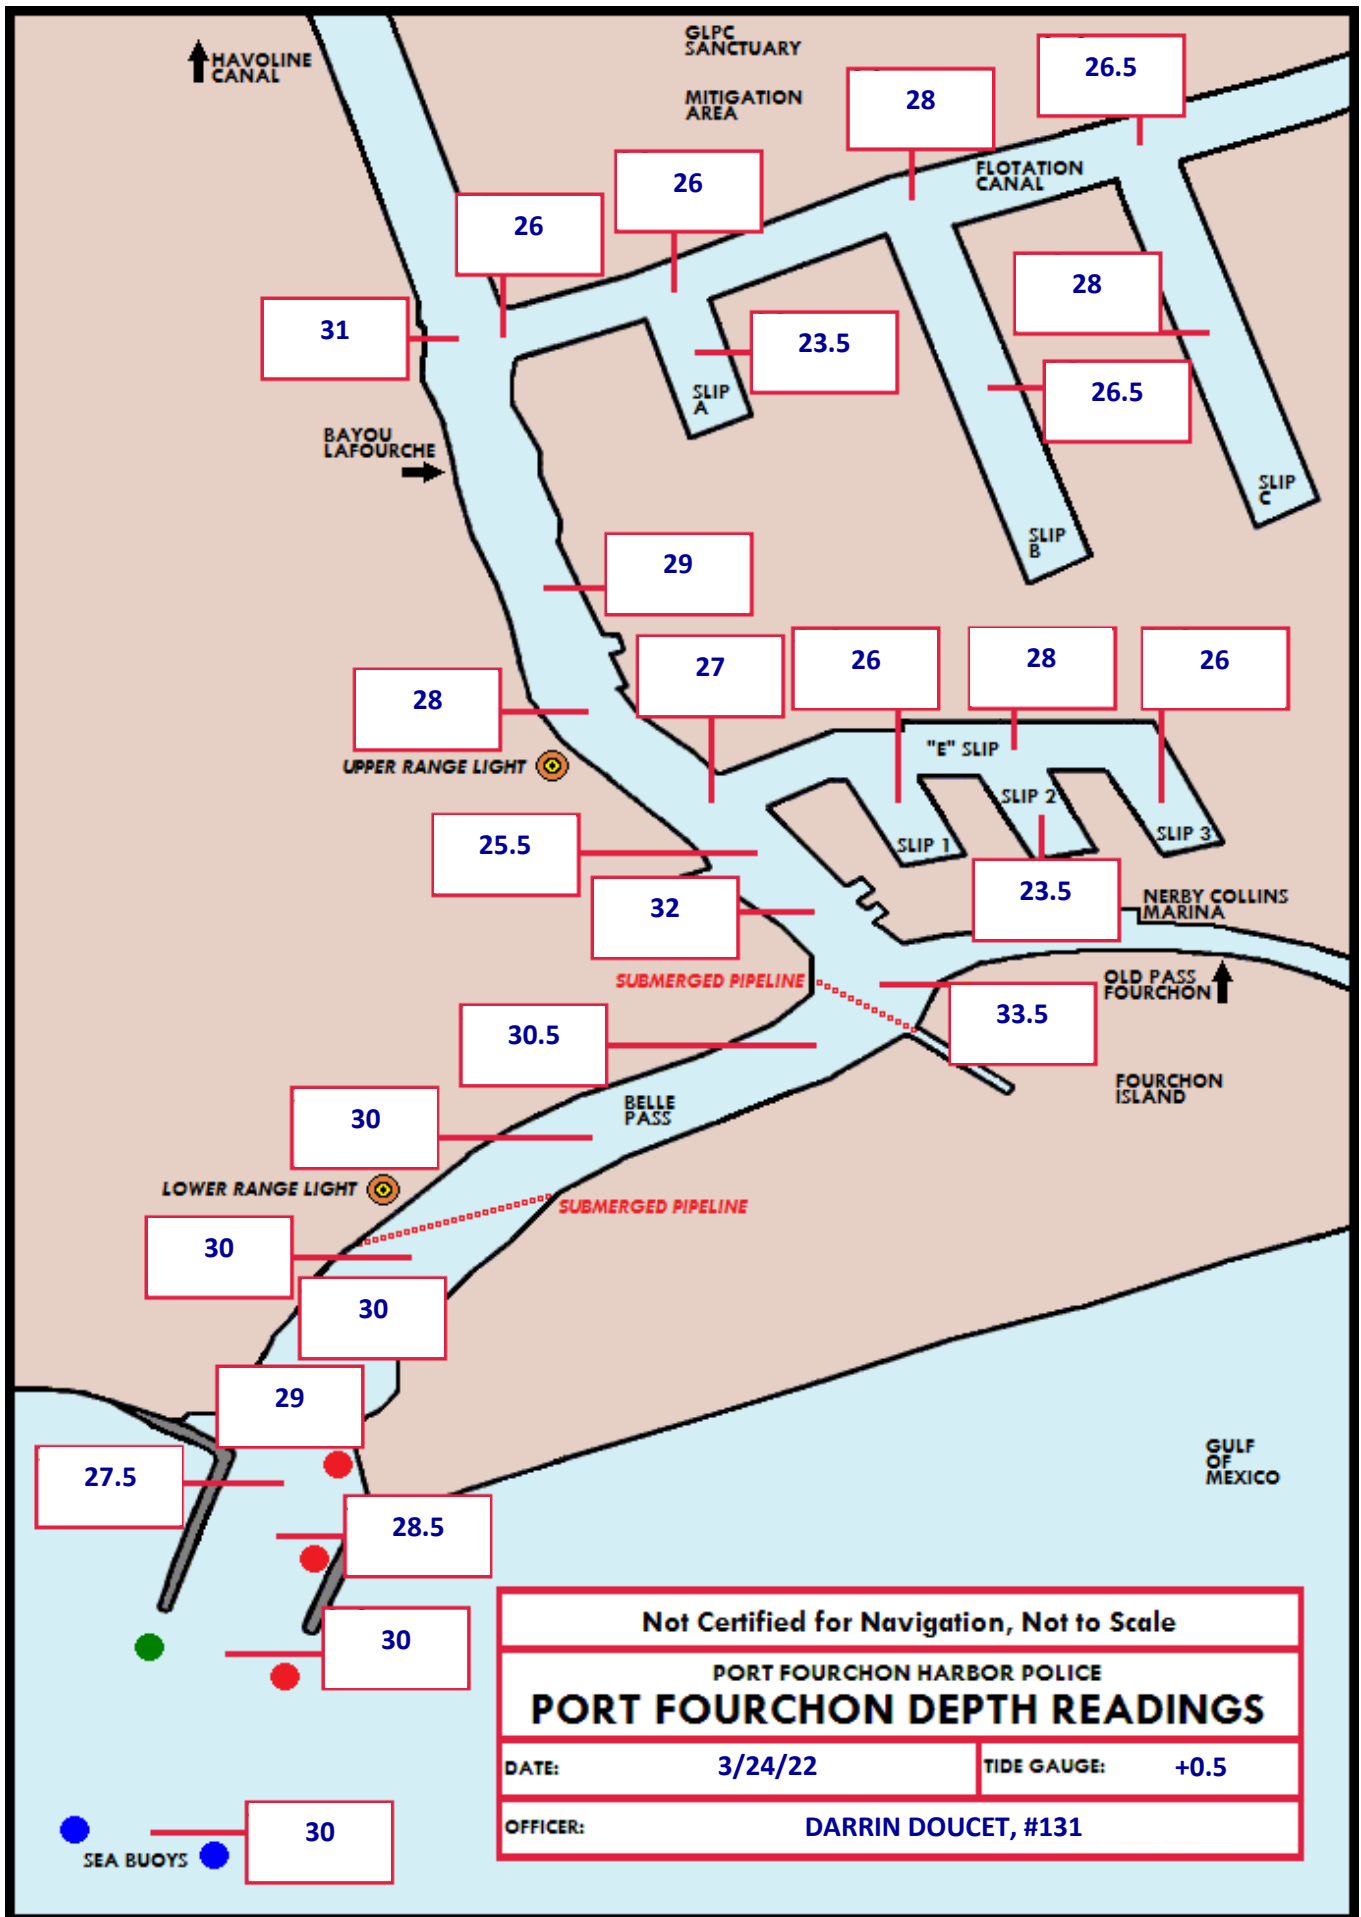 GLPC
SANCTUARY
HAVOLINE
CANAL
26.5
MITIGATION
AREA
28
FLOTATION
CANAL
26
26
28
31
23.5
SLIP
A
26.5
BAYOU
LAFOURCHE
SLIP
C
SLIP
B
29
27
26
28
26
28
"E" SLIP
UPPER RANGE LIGHT
SLIP 2
SLIP 1
SLIP 3
25.5
32
23.5
NERBY COLLINS
MARINA
SUBMERGED PIPELINE
OLD PASS
FOURCHON
33.5
30.5
FOURCHON
ISLAND
BELLE
PASS
30
LOWER RANGE LIGHT
SUBMERGED PIPELINE
30
30
29
GULF
OF
MEXICO
27.5
28.5
30
Not Certified for Navigation, Not to Scale
PORT FOURCHON HARBOR POLICE
PORT FOURCHON DEPTH READINGS
DATE: 3/24/22 TIDE GAUGE: +0.5
OFFICER: DARRIN DOUCET, #131
30
SEA BUOYS